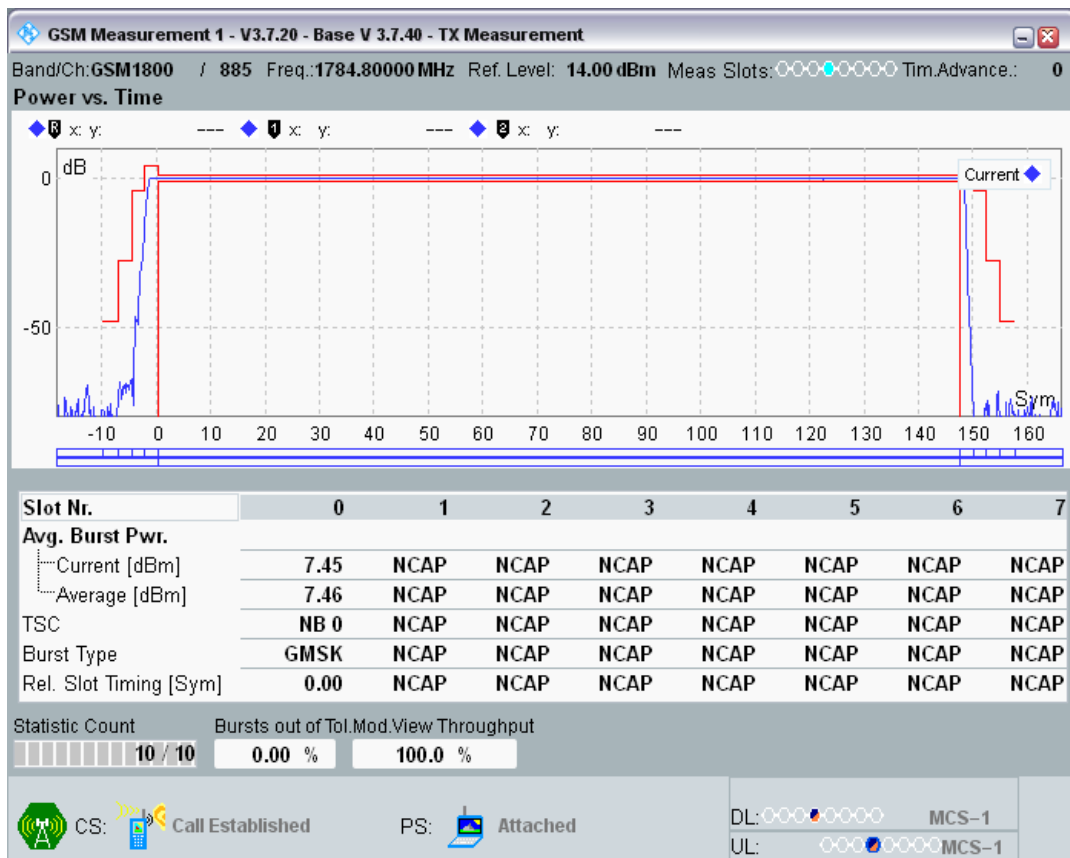 GSM Measurement 1 - V3.7.20 - Base V 3.7.40 - TX Measurement
Band/Ch:GSM1800 / 885 Freq.:1784.80000 MHz Ref. Level: 14.00 dBm Meas Slots: Tim.Advance.: 0
Power vs. Time
R x: y: --- 1 x: y: --- 2 x: y: ---
dB
0
Current
-50
Sym
-10 0 10 20 30 40 50 60 70 80 90 100 110 120 130 140 150 160
Slot Nr. 0 1 2 3 4 5 6 7
Avg. Burst Pwr.
Current [dBm] 7.45 NCAP NCAP NCAP NCAP NCAP NCAP NCAP
Average [dBm] 7.46 NCAP NCAP NCAP NCAP NCAP NCAP NCAP
TSC NB 0 NCAP NCAP NCAP NCAP NCAP NCAP NCAP
Burst Type GMSK NCAP NCAP NCAP NCAP NCAP NCAP NCAP
Rel. Slot Timing [Sym] 0.00 NCAP NCAP NCAP NCAP NCAP NCAP NCAP
Statistic Count Bursts out of Tol.Mod.View Throughput
10 / 10 0.00 % 100.0 %
CS: Call Established PS: Attached
DL: MCS-1
UL: MCS-1